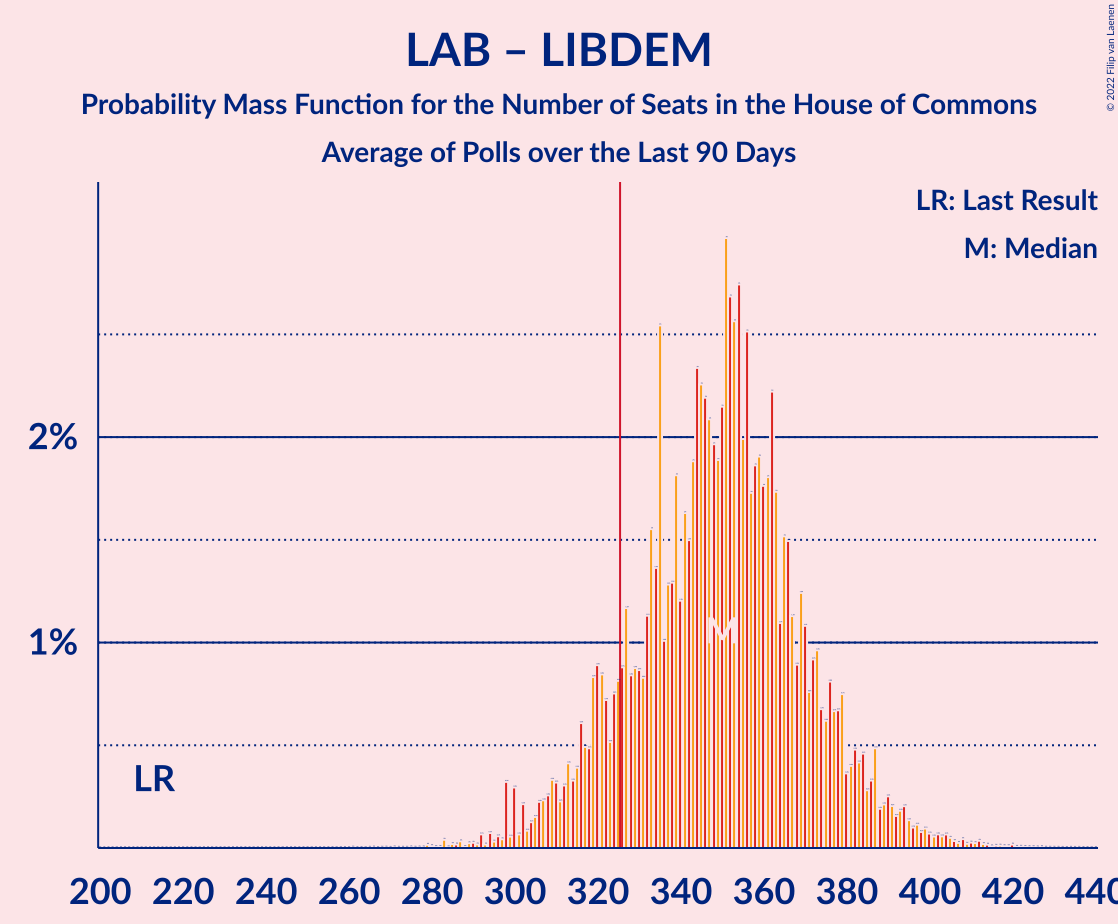 LAB – LIBDEM
Probability Mass Function for the Number of Seats in the House of Commons
Average of Polls over the Last 90 Days
© 2022 Filip van Laenen
LR: Last Result
M: Median
2%
1%
M
LR
200 220 240 260 280 300 320 340 360 380 400 420 440